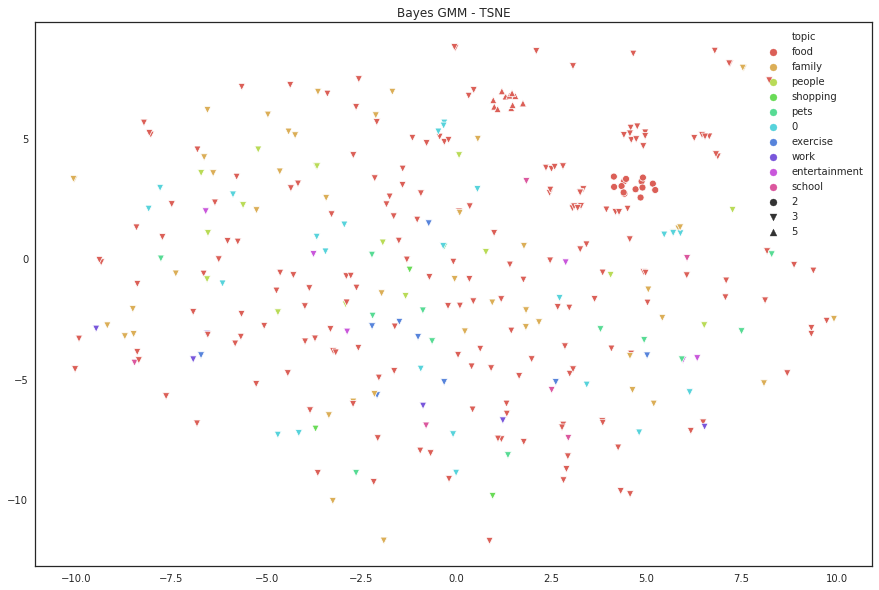 Bayes GMM - TSNE
topic
food
family
people
shopping
pets
0
exercise
work
entertainment
school
2
3
5
5
0
−5
−10
−10.0 −7.5 −5.0 −2.5 0.0 2.5 5.0 7.5 10.0